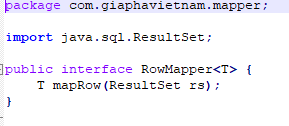 package com.giaphavietnam.mapper;
import java.sql.ResultSet;
public interface RowMapper<T> {
    T mapRow(ResultSet rs);
}